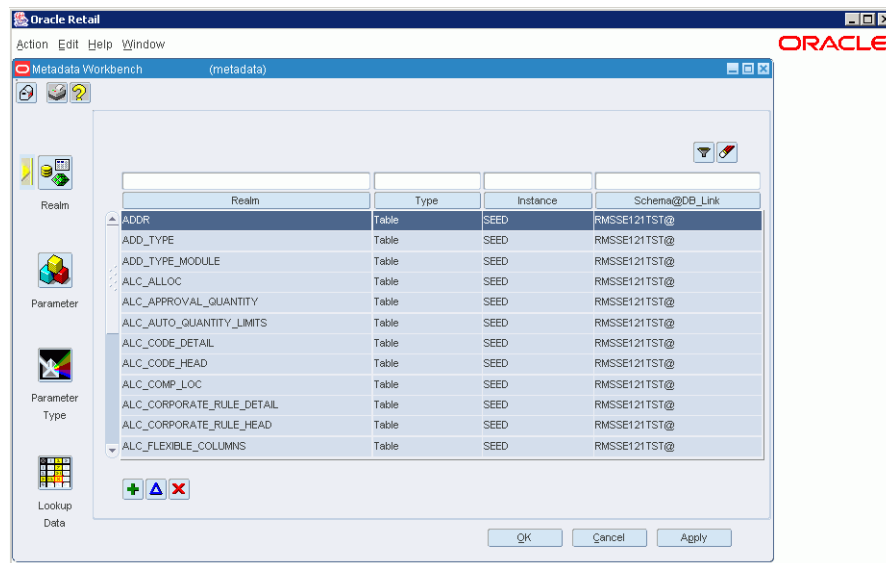 Oracle Retail
Action Edit Help Window
ORACLE
Metadata Workbench (metadata)
Realm Type Instance Schema@DB_Link
ADDR Table SEED RMSSE121TST@
ADD_TYPE Table SEED RMSSE121TST@
ADD_TYPE_MODULE Table SEED RMSSE121TST@
ALC_ALLOC Table SEED RMSSE121TST@
ALC_APPROVAL_QUANTITY Table SEED RMSSE121TST@
ALC_AUTO_QUANTITY_LIMITS Table SEED RMSSE121TST@
ALC_CODE_DETAIL Table SEED RMSSE121TST@
ALC_CODE_HEAD Table SEED RMSSE121TST@
ALC_COMP_LOC Table SEED RMSSE121TST@
ALC_CORPORATE_RULE_DETAIL Table SEED RMSSE121TST@
ALC_CORPORATE_RULE_HEAD Table SEED RMSSE121TST@
ALC_FLEXIBLE_COLUMNS Table SEED RMSSE121TST@
Realm
Parameter
Parameter
Type
Lookup
Data
OK Cancel Apply